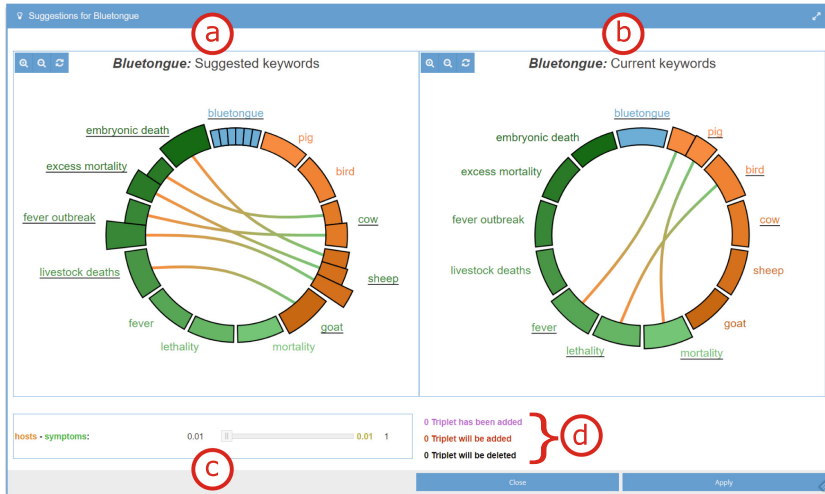 Suggestions for Bluetongue
a
b
Bluetongue: Suggested keywords
Bluetongue: Current keywords
bluetongue
embryonic death
pig
excess mortality
bird
fever outbreak
cow
livestock deaths
sheep
fever
goat
lethality
mortality
bluetongue
embryonic death
pig
excess mortality
bird
fever outbreak
cow
livestock deaths
sheep
fever
goat
lethality
mortality
hosts - symptoms:
0.01
0.01
1
0 Triplet has been added
0 Triplet will be added
0 Triplet will be deleted
c
d
Close
Apply